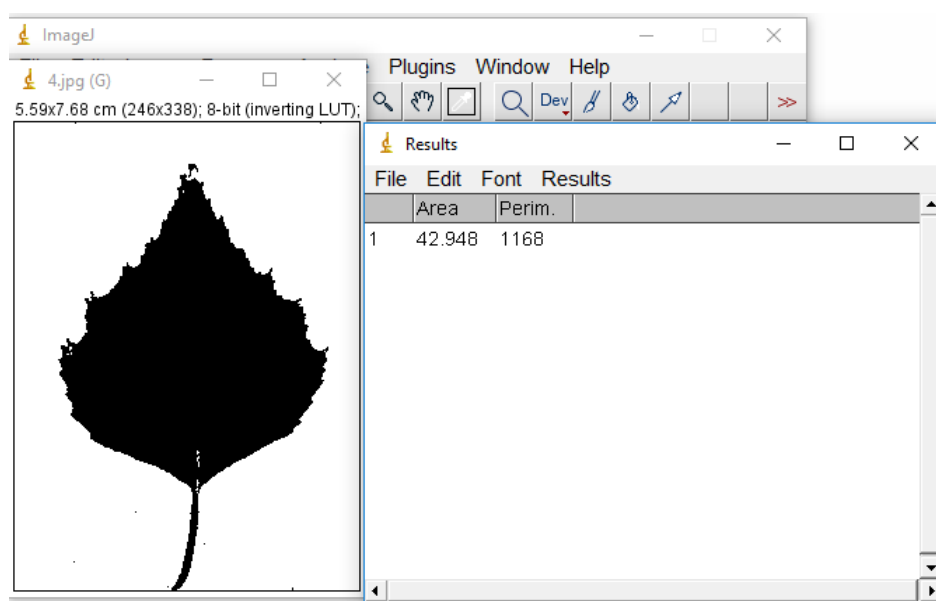 ImageJ
Plugins Window Help
4.jpg (G)
5.59x7.68 cm (246x338); 8-bit (inverting LUT);
Dev
>>
Results
File Edit Font Results
Area Perim.
1 42.948 1168